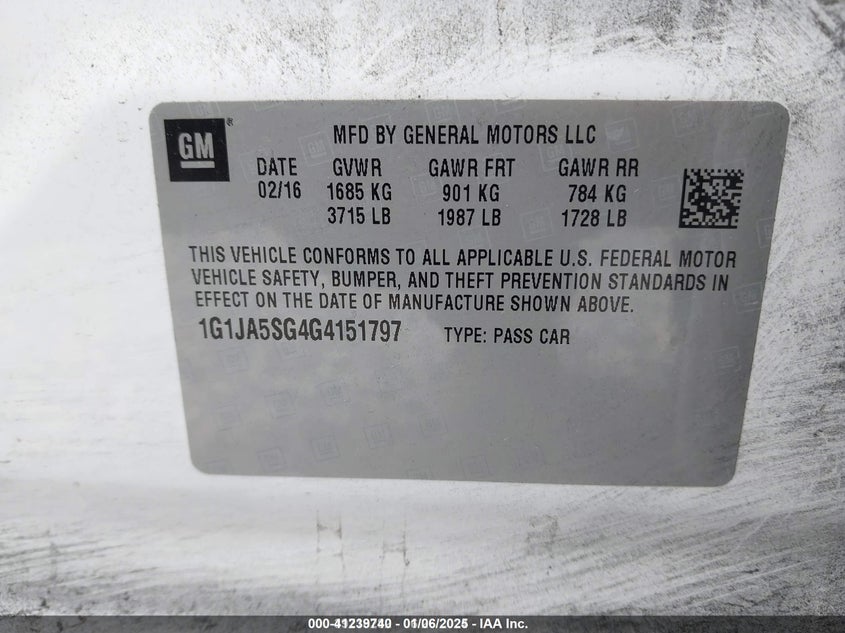 GM ®
MFD BY GENERAL MOTORS LLC
DATE GVWR GAWR FRT GAWR RR
02/16 1685 KG 901 KG 784 KG
3715 LB 1987 LB 1728 LB
THIS VEHICLE CONFORMS TO ALL APPLICABLE U.S. FEDERAL MOTOR
VEHICLE SAFETY, BUMPER, AND THEFT PREVENTION STANDARDS IN
EFFECT ON THE DATE OF MANUFACTURE SHOWN ABOVE.
1G1JA5SG4G4151797 TYPE: PASS CAR
000-41239740 - 01/06/2025 - IAA Inc.